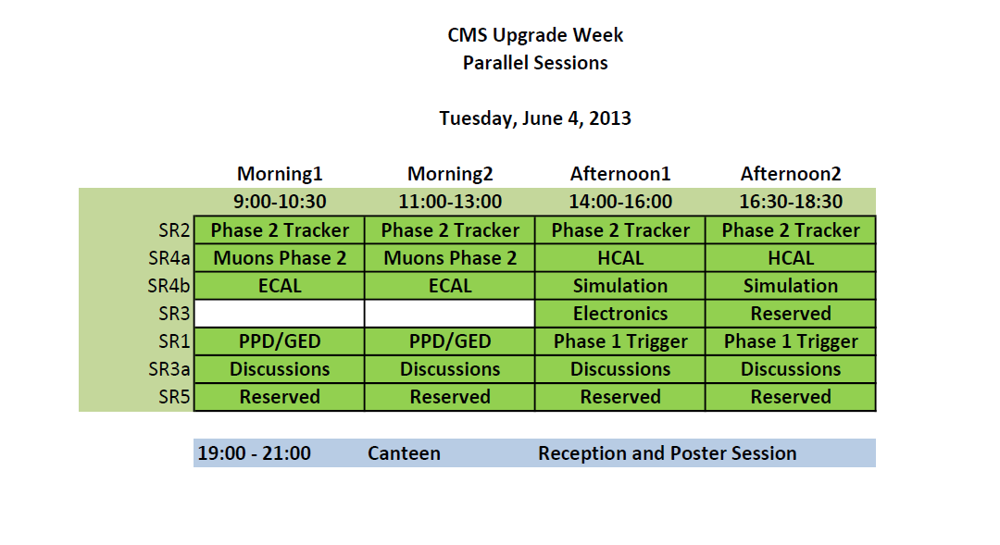 CMS Upgrade Week
Parallel Sessions
Tuesday, June 4, 2013
Morning1 Morning2 Afternoon1 Afternoon2
9:00-10:30 11:00-13:00 14:00-16:00 16:30-18:30
SR2 Phase 2 Tracker Phase 2 Tracker Phase 2 Tracker Phase 2 Tracker
SR4a Muons Phase 2 Muons Phase 2 HCAL HCAL
SR4b ECAL ECAL Simulation Simulation
SR3 Electronics Reserved
SR1 PPD/GED PPD/GED Phase 1 Trigger Phase 1 Trigger
SR3a Discussions Discussions Discussions Discussions
SR5 Reserved Reserved Reserved Reserved
19:00 - 21:00 Canteen Reception and Poster Session